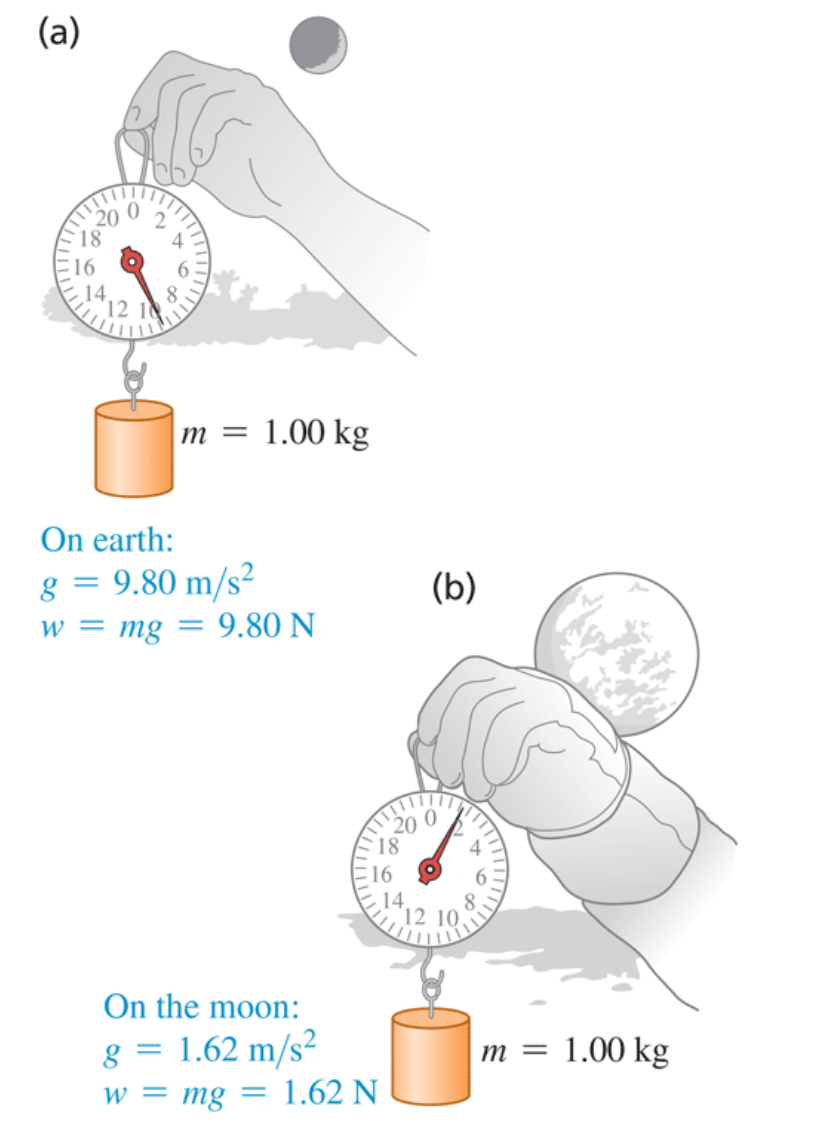 (a)
20 0 2
18 4
16 6
14 8
12 10
m = 1.00 kg
On earth:
g = 9.80 m/s²
w = mg = 9.80 N
(b)
20 0 2
18 4
16 6
14 8
12 10
On the moon:
g = 1.62 m/s²
w = mg = 1.62 N
m = 1.00 kg